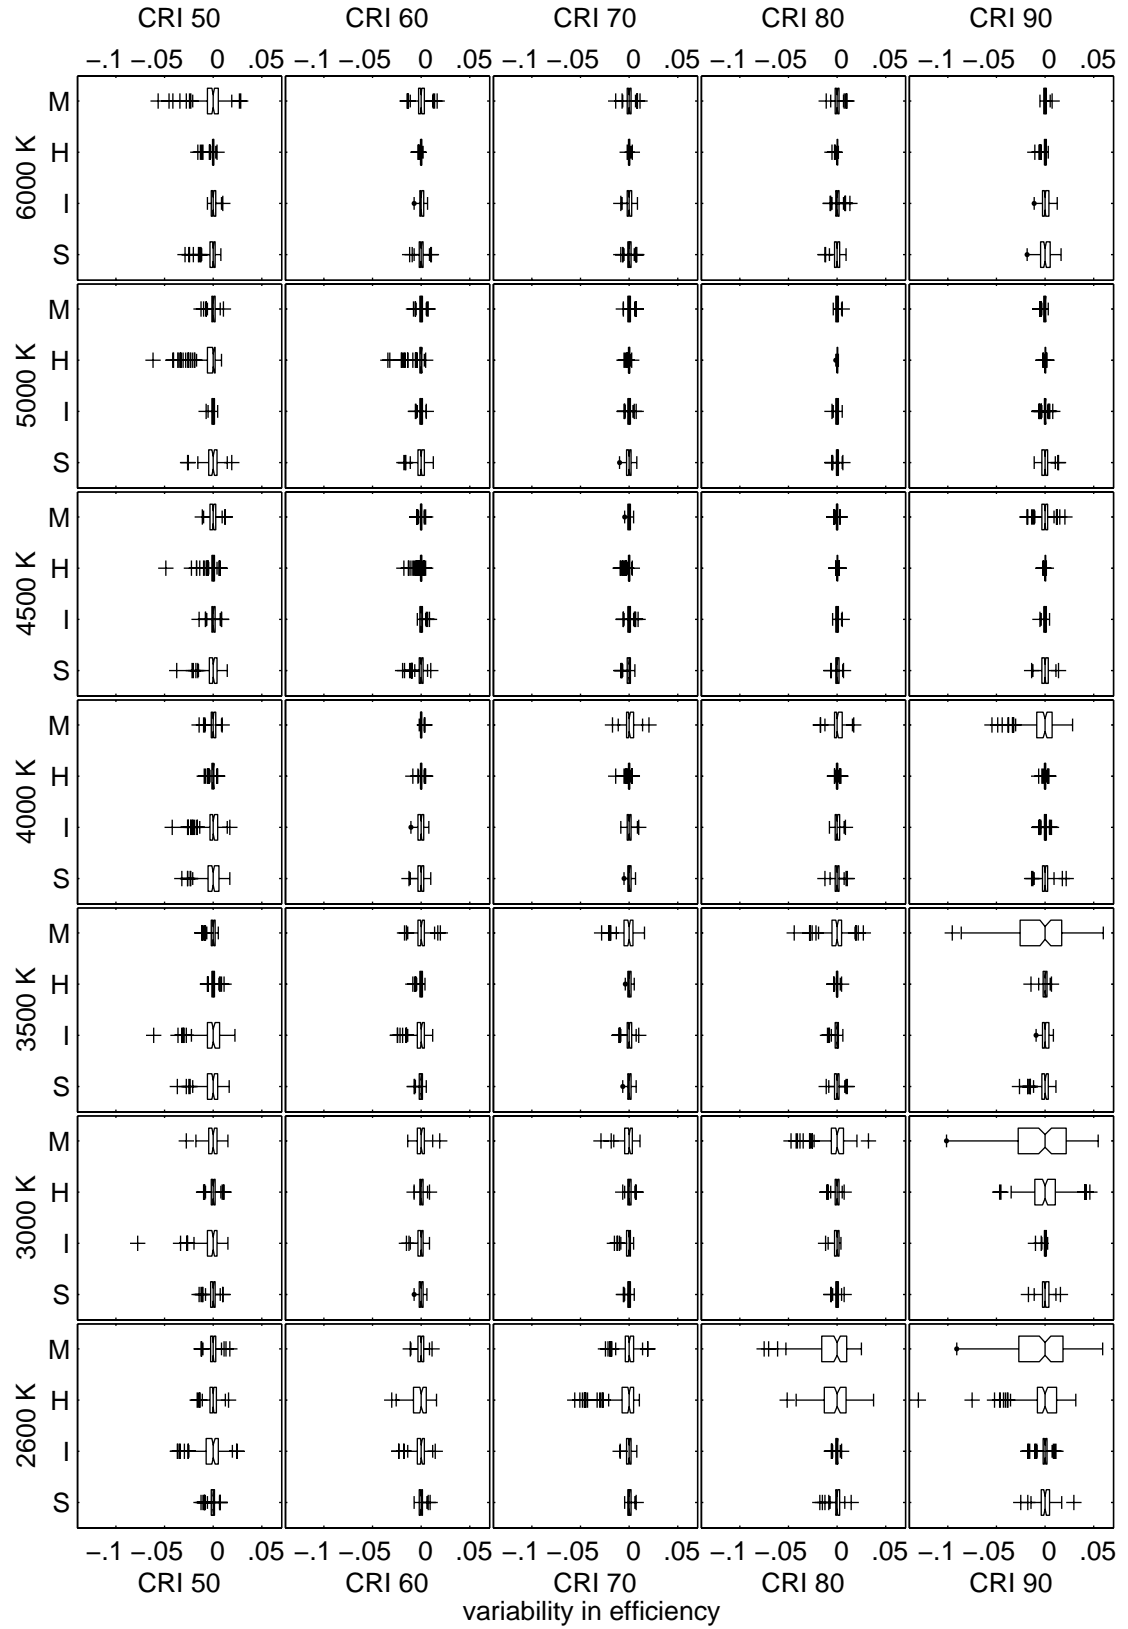 CRI 50 CRI 60 CRI 70 CRI 80 CRI 90
−.1 −.05 0 .05 −.1 −.05 0 .05 −.1 −.05 0 .05 −.1 −.05 0 .05 −.1 −.05 0 .05
6000 K
M
H
I
S
5000 K
M
H
I
S
4500 K
M
H
I
S
4000 K
M
H
I
S
3500 K
M
H
I
S
3000 K
M
H
I
S
2600 K
M
H
I
S
−.1 −.05 0 .05 −.1 −.05 0 .05 −.1 −.05 0 .05 −.1 −.05 0 .05 −.1 −.05 0 .05
CRI 50 CRI 60 CRI 70 CRI 80 CRI 90
variability in efficiency